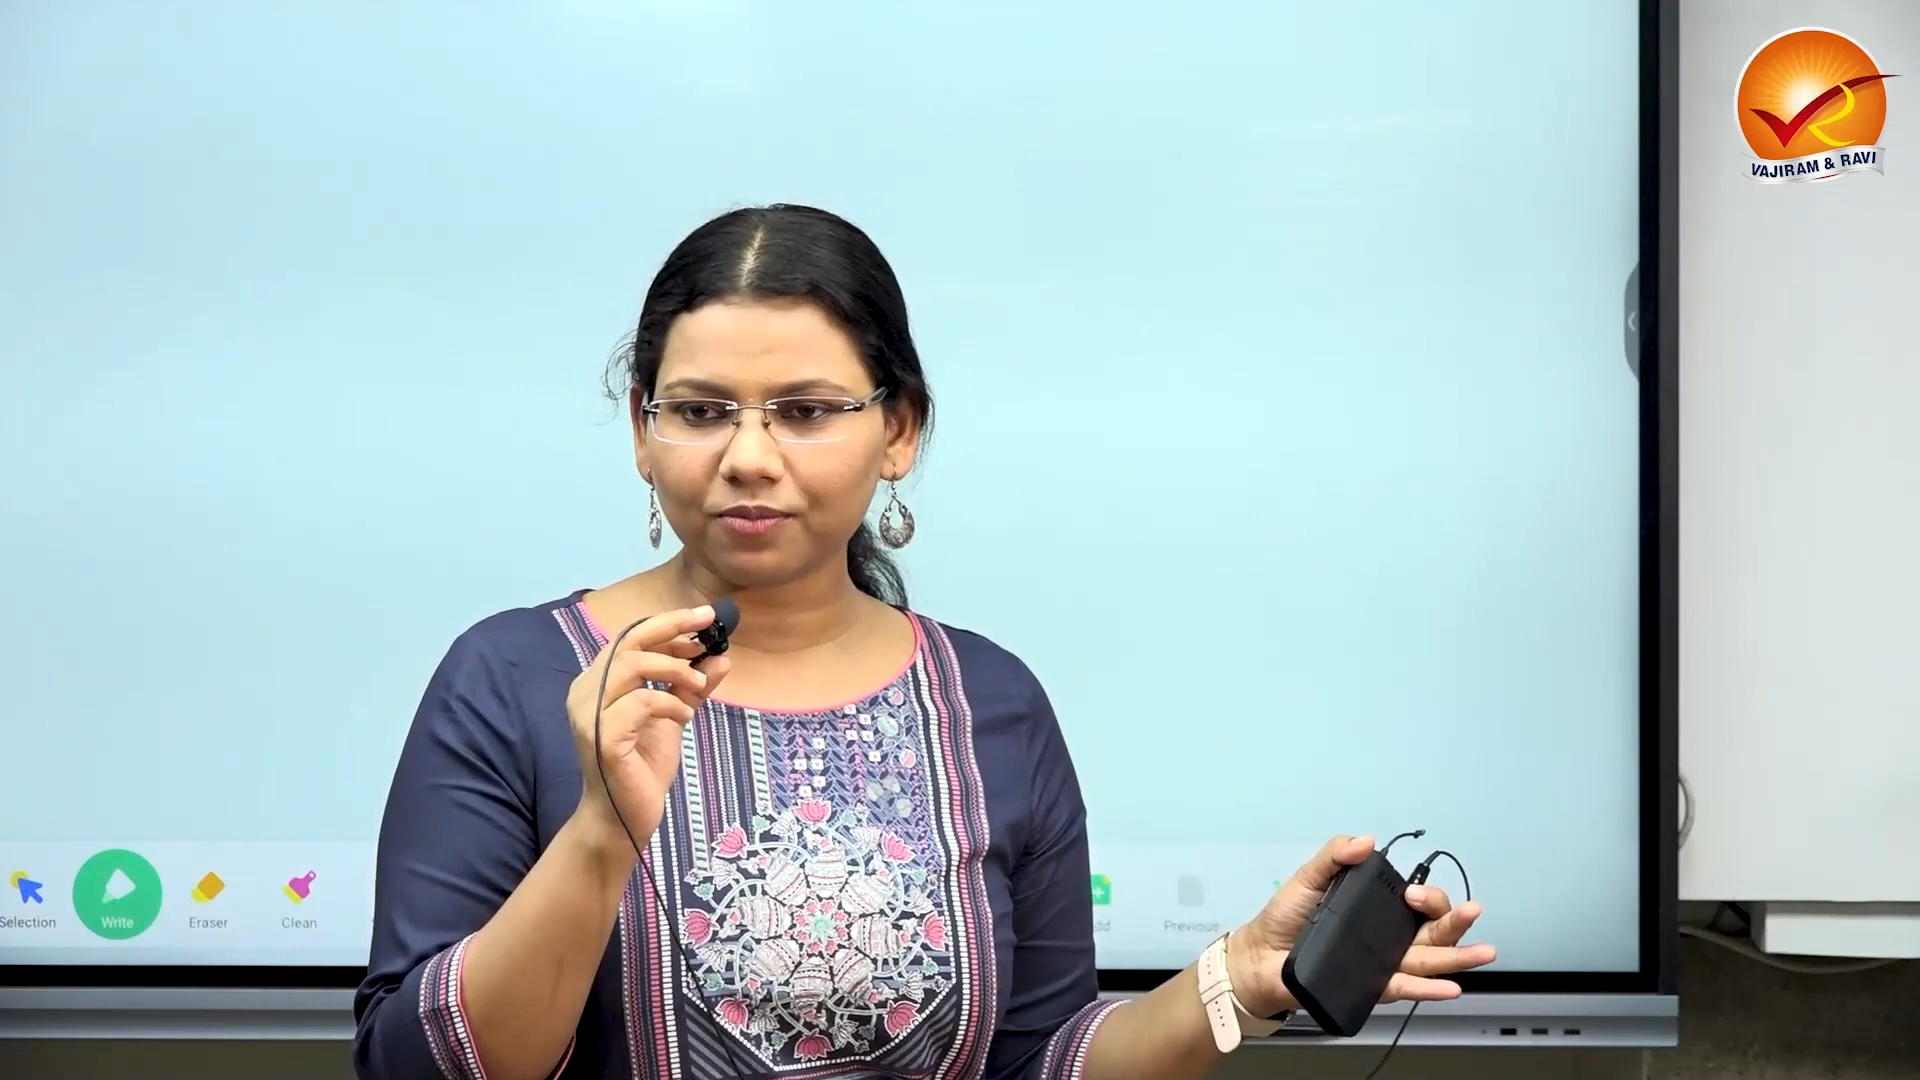 VAJIRAM & RAVI
Selection
Write
Eraser
Clean
Previous